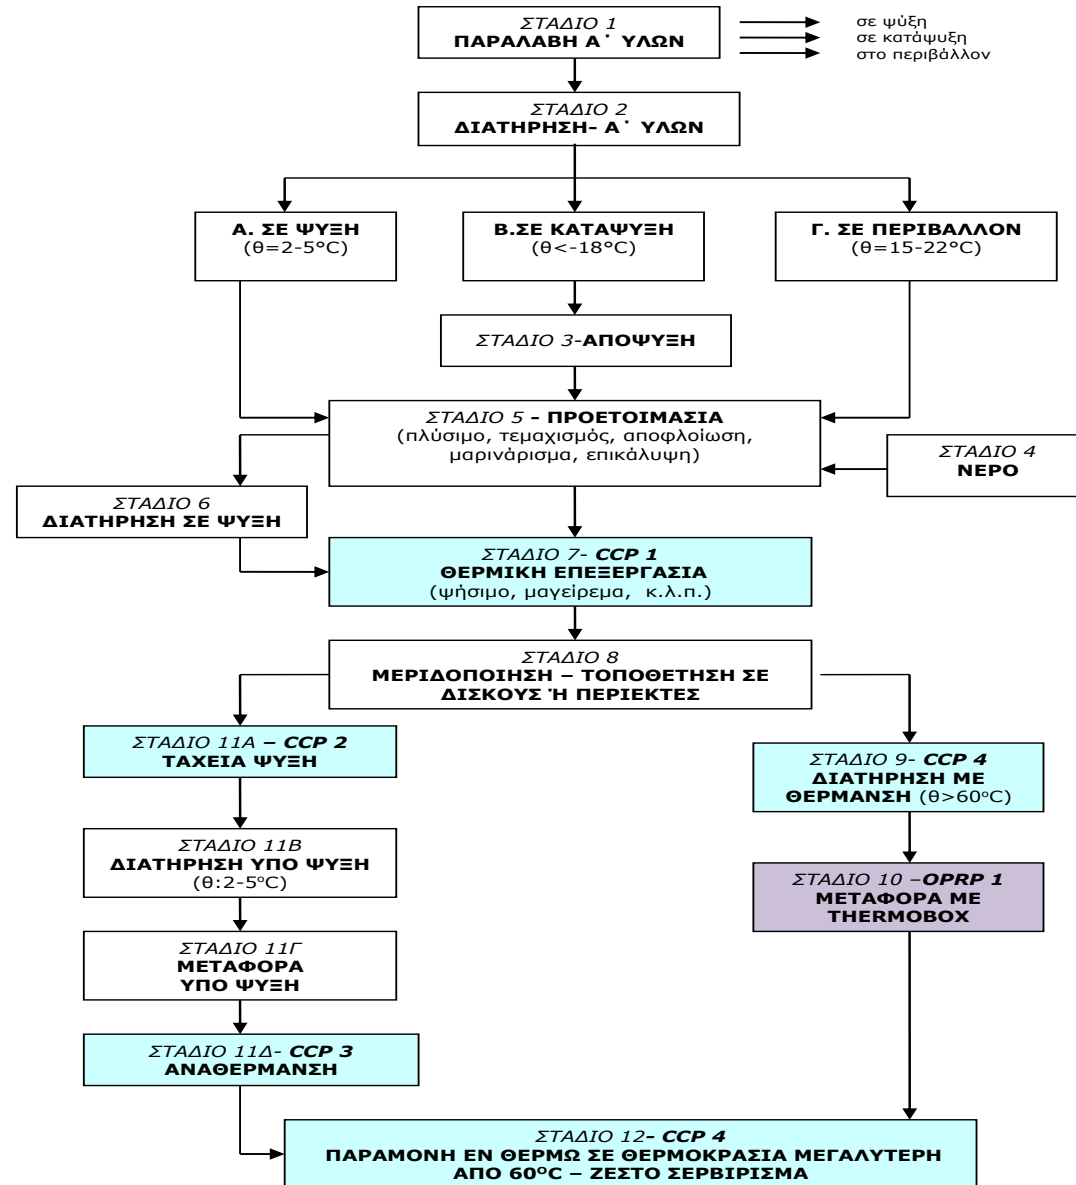 ΣΤΑΔΙΟ 1
ΠΑΡΑΛΑΒΗ Α΄ ΥΛΩΝ
σε ψύξη
σε κατάψυξη
στο περιβάλλον
ΣΤΑΔΙΟ 2
ΔΙΑΤΗΡΗΣΗ- Α΄ ΥΛΩΝ
Α. ΣΕ ΨΥΞΗ
(θ=2-5°C)
Β.ΣΕ ΚΑΤΑΨΥΞΗ
(θ<-18°C)
Γ. ΣΕ ΠΕΡΙΒΑΛΛΟΝ
(θ=15-22°C)
ΣΤΑΔΙΟ 3-ΑΠΟΨΥΞΗ
ΣΤΑΔΙΟ 5 - ΠΡΟΕΤΟΙΜΑΣΙΑ
(πλύσιμο, τεμαχισμός, αποφλοίωση,
μαρινάρισμα, επικάλυψη)
ΣΤΑΔΙΟ 4
ΝΕΡΟ
ΣΤΑΔΙΟ 6
ΔΙΑΤΗΡΗΣΗ ΣΕ ΨΥΞΗ
ΣΤΑΔΙΟ 7- CCP 1
ΘΕΡΜΙΚΗ ΕΠΕΞΕΡΓΑΣΙΑ
(ψήσιμο, μαγείρεμα, κ.λ.π.)
ΣΤΑΔΙΟ 8
ΜΕΡΙΔΟΠΟΙΗΣΗ – ΤΟΠΟΘΕΤΗΣΗ ΣΕ
ΔΙΣΚΟΥΣ Ή ΠΕΡΙΕΚΤΕΣ
ΣΤΑΔΙΟ 11Α – CCP 2
ΤΑΧΕΙΑ ΨΥΞΗ
ΣΤΑΔΙΟ 9- CCP 4
ΔΙΑΤΗΡΗΣΗ ΜΕ
ΘΕΡΜΑΝΣΗ (θ>60°C)
ΣΤΑΔΙΟ 11Β
ΔΙΑΤΗΡΗΣΗ ΥΠΟ ΨΥΞΗ
(θ:2-5°C)
ΣΤΑΔΙΟ 10 –OPRP 1
ΜΕΤΑΦΟΡΑ ΜΕ
THERMOBOX
ΣΤΑΔΙΟ 11Γ
ΜΕΤΑΦΟΡΑ
ΥΠΟ ΨΥΞΗ
ΣΤΑΔΙΟ 11Δ- CCP 3
ΑΝΑΘΕΡΜΑΝΣΗ
ΣΤΑΔΙΟ 12- CCP 4
ΠΑΡΑΜΟΝΗ ΕΝ ΘΕΡΜΩ ΣΕ ΘΕΡΜΟΚΡΑΣΙΑ ΜΕΓΑΛΥΤΕΡΗ
ΑΠΟ 60°C – ΖΕΣΤΟ ΣΕΡΒΙΡΙΣΜΑ